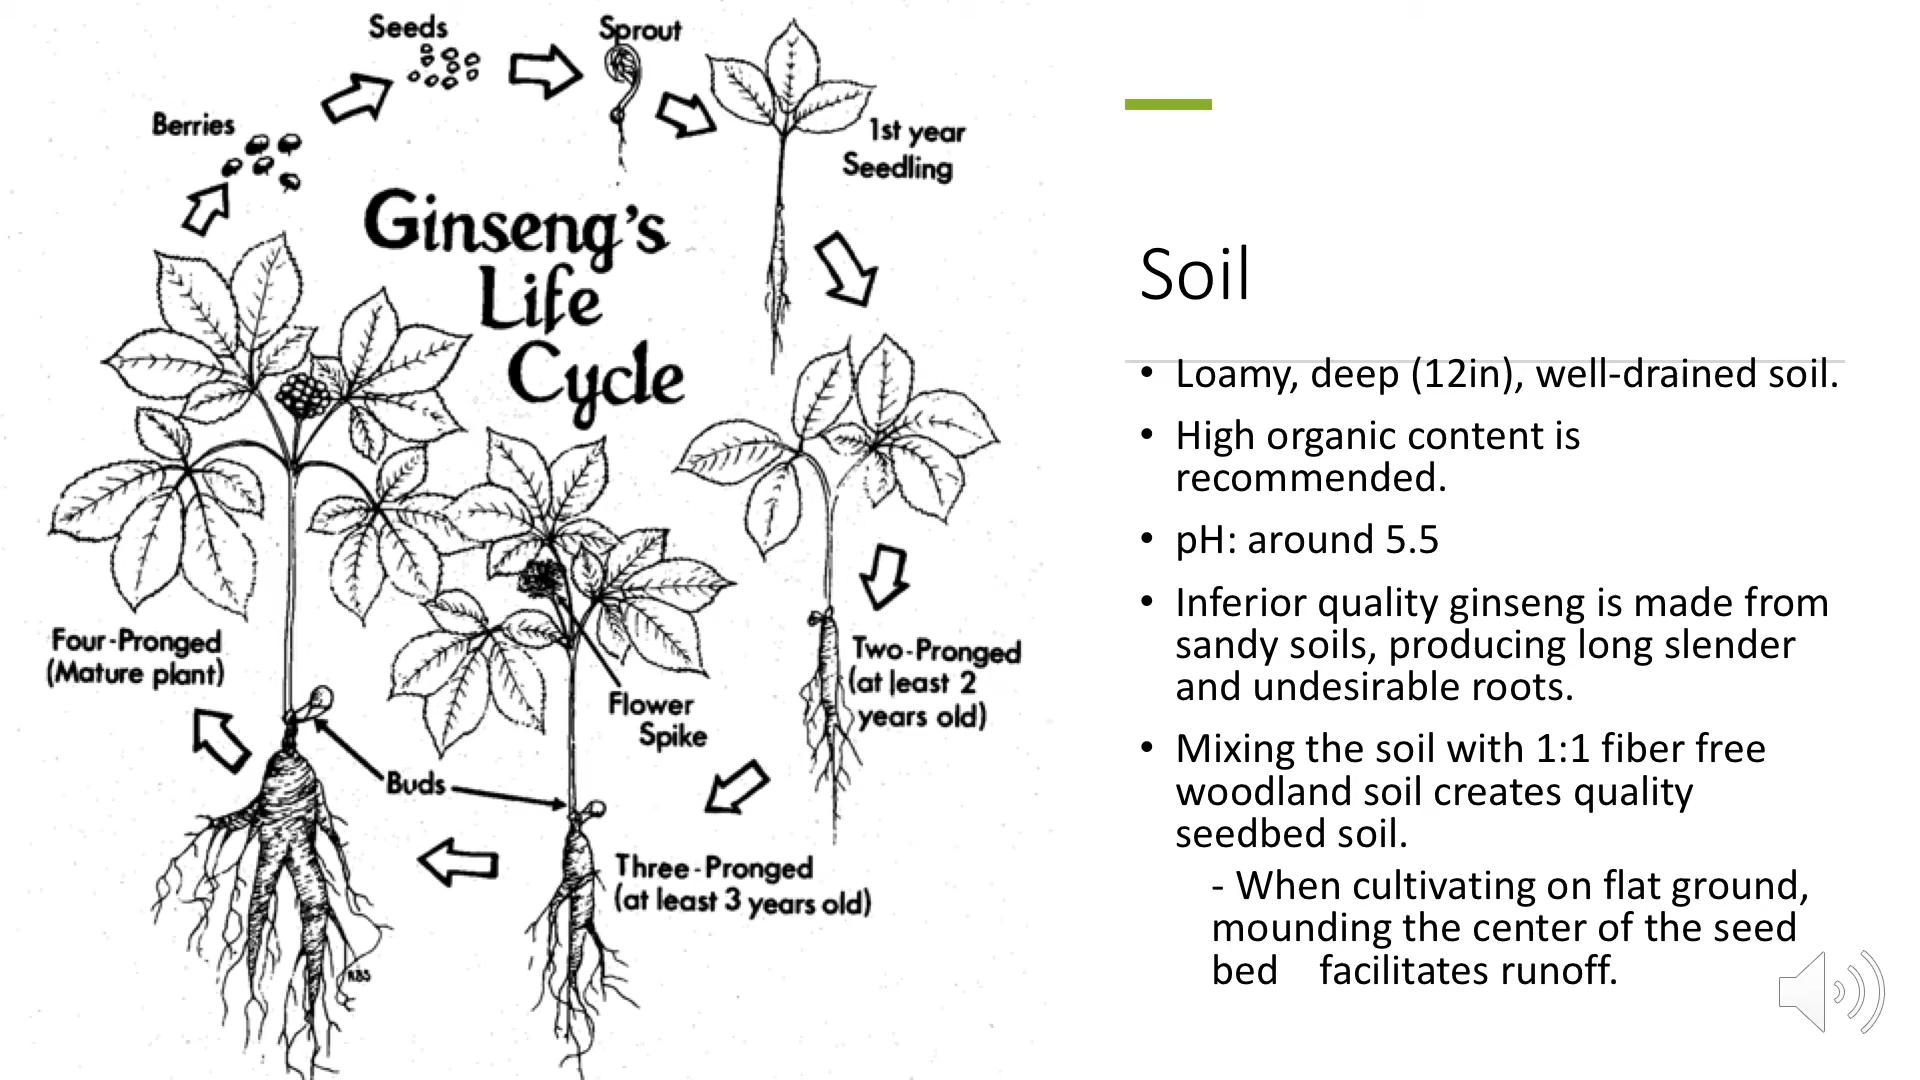 Seeds
Sprout
Berries
1st year
Seedling
Ginseng's
Life
Cycle
Four-Pronged
(Mature plant)
Two-Pronged
(at least 2
years old)
Flower
Spike
Buds
Three-Pronged
(at least 3 years old)
RBS
Soil
• Loamy, deep (12in), well-drained soil.
• High organic content is
recommended.
• pH: around 5.5
• Inferior quality ginseng is made from
sandy soils, producing long slender
and undesirable roots.
• Mixing the soil with 1:1 fiber free
woodland soil creates quality
seedbed soil.
- When cultivating on flat ground,
mounding the center of the seed
bed facilitates runoff.